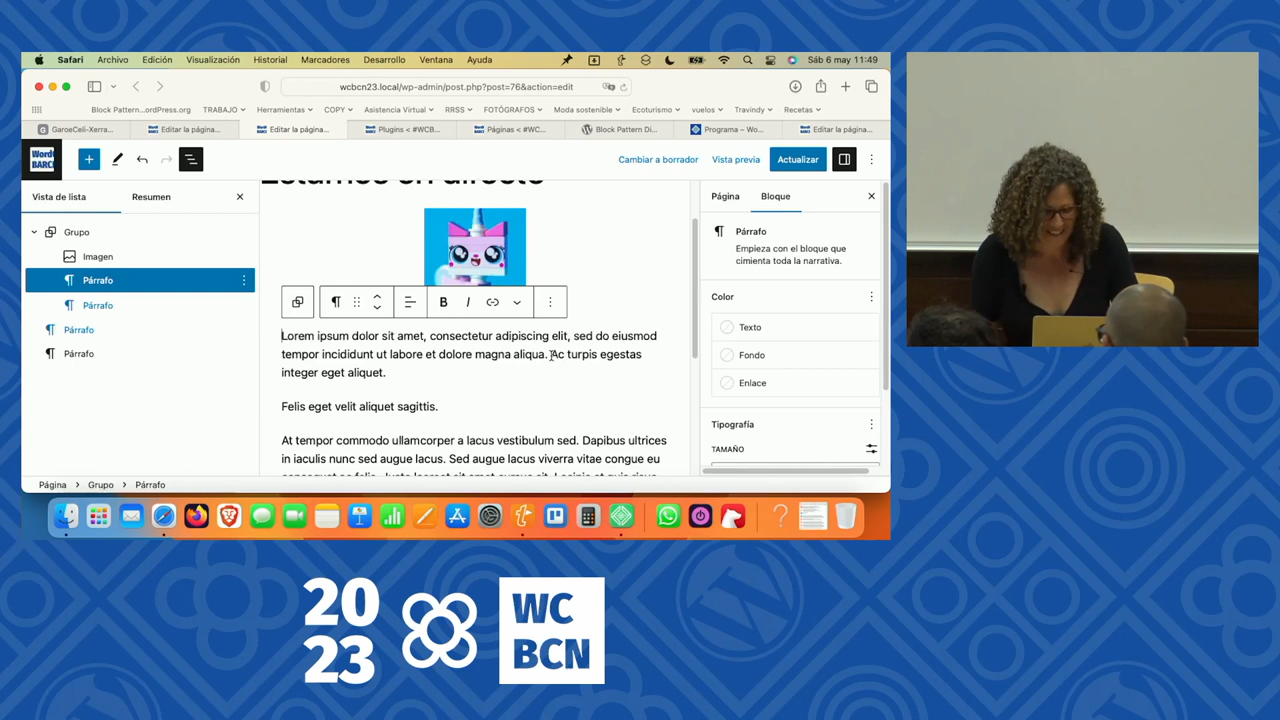 Safari Archivo Edición Visualización Historial Marcadores Desarrollo Ventana Ayuda Sáb 6 may 11:49
wcbcn23.local/wp-admin/post.php?post=76&action=edit
Block Pattern...ordPress.org TRABAJO Herramientas COPY Asistencia Virtual RRSS FOTÓGRAFOS Moda sostenible Ecoturismo vuelos Travindy Recetas
G GaroeCeli-Xerra... Editar la página... Editar la página... Plugins < #WCB... Páginas < #WC... Block Pattern Di... Programa – Wo... Editar la página...
Cambiar a borrador Vista previa Actualizar
Vista de lista Resumen
Grupo
Imagen
Párrafo
Párrafo
Párrafo
Párrafo
Estamos en directo
B I
Lorem ipsum dolor sit amet, consectetur adipiscing elit, sed do eiusmod
tempor incididunt ut labore et dolore magna aliqua. Ac turpis egestas
integer eget aliquet.
Felis eget velit aliquet sagittis.
At tempor commodo ullamcorper a lacus vestibulum sed. Dapibus ultrices
in iaculis nunc sed augue lacus. Sed augue lacus viverra vitae congue eu
Página Bloque
Párrafo
Empieza con el bloque que
cimienta toda la narrativa.
Color
Texto
Fondo
Enlace
Tipografía
TAMAÑO
Página > Grupo > Párrafo
20
23
WC
BCN